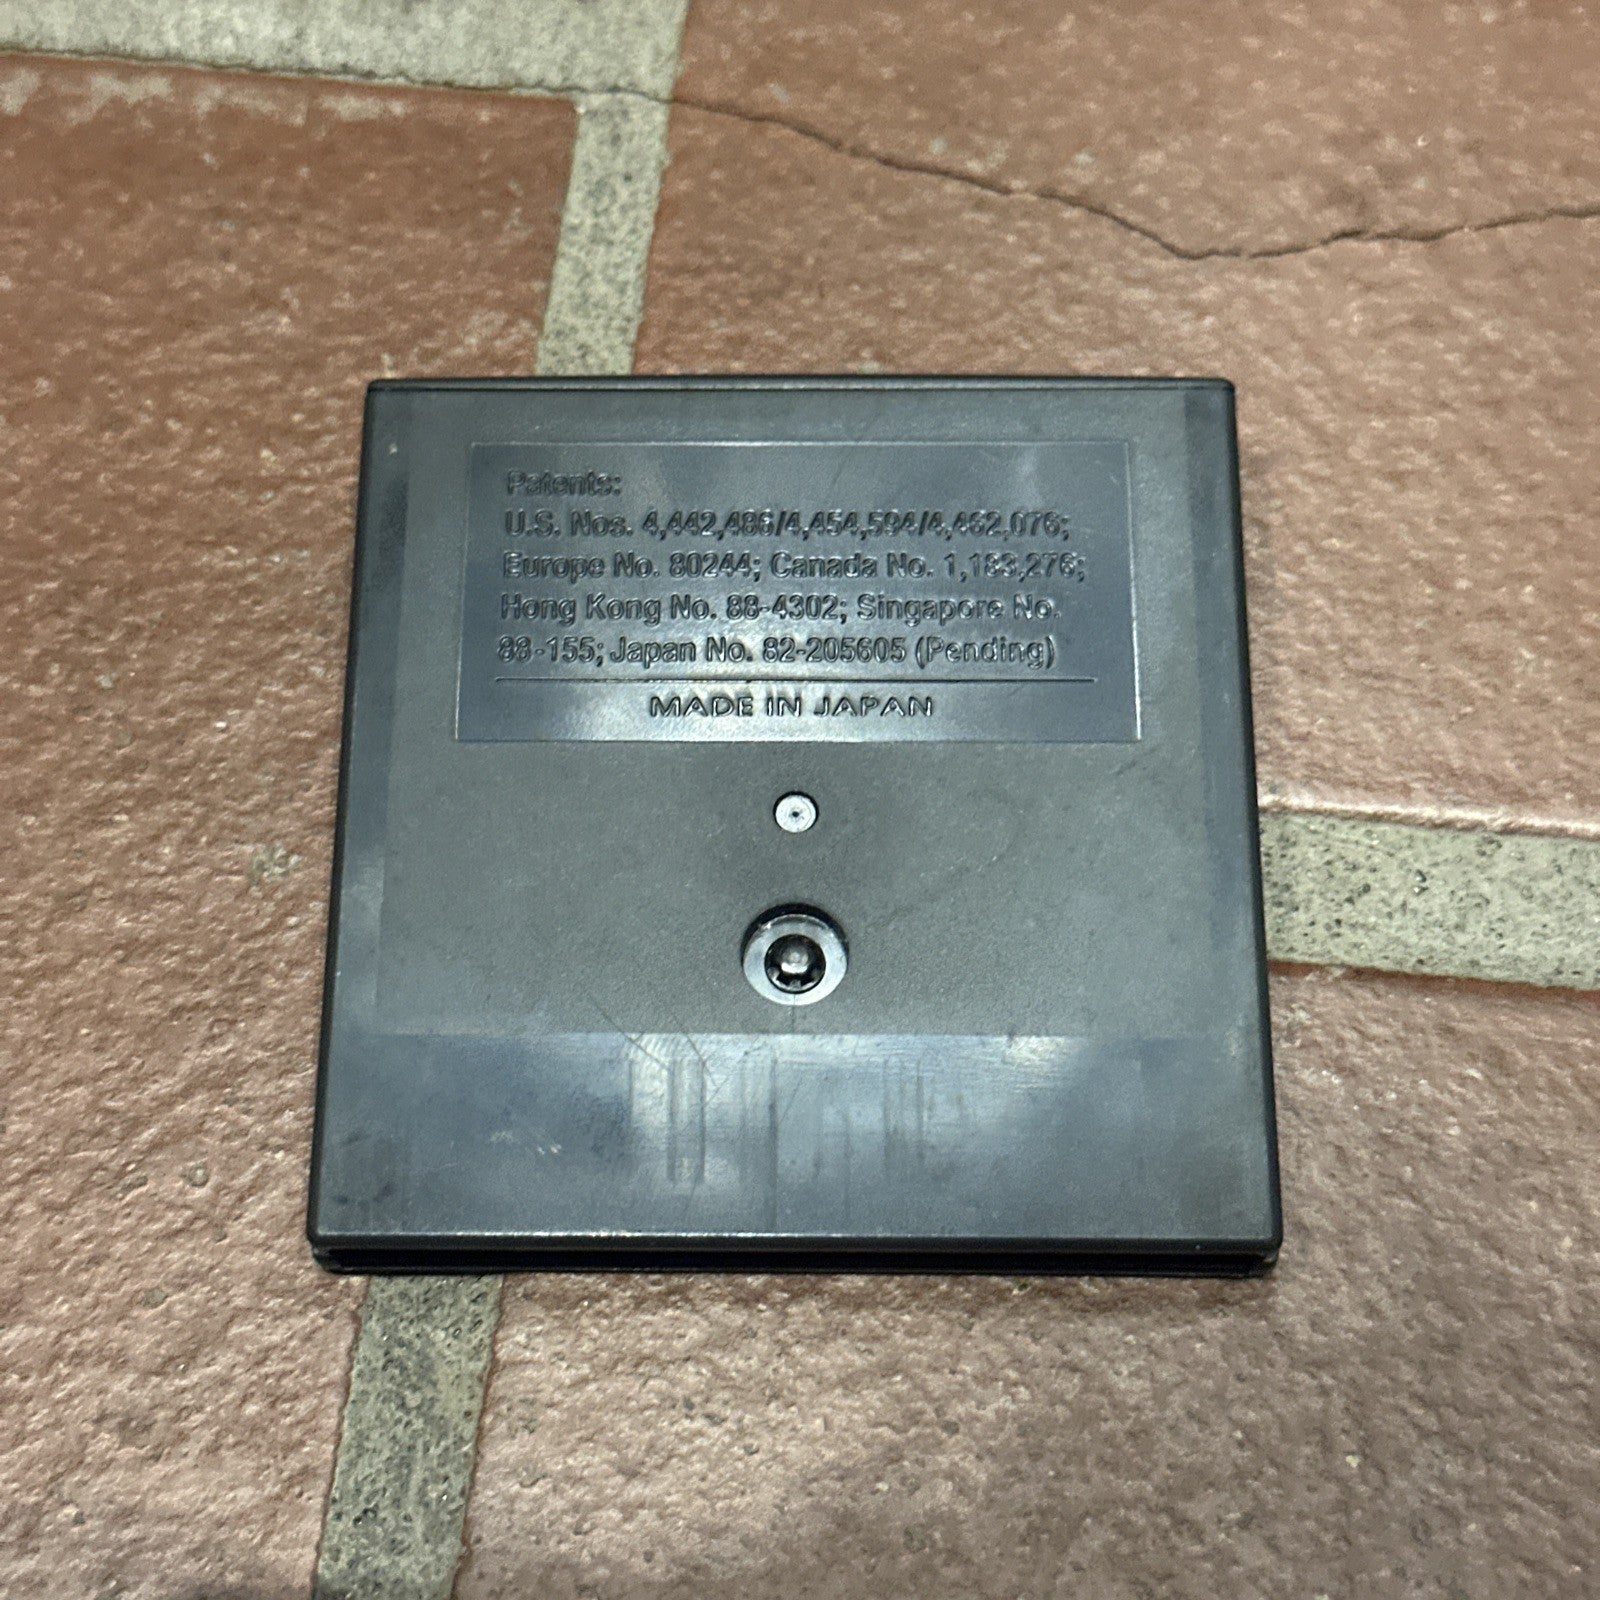 Patents:
U.S. Nos. 4,442,486/4,454,594/4,462,076;
Europe No. 80244; Canada No. 1,183,276;
Hong Kong No. 88-4302; Singapore No.
88-155; Japan No. 82-205605 (Pending)
MADE IN JAPAN